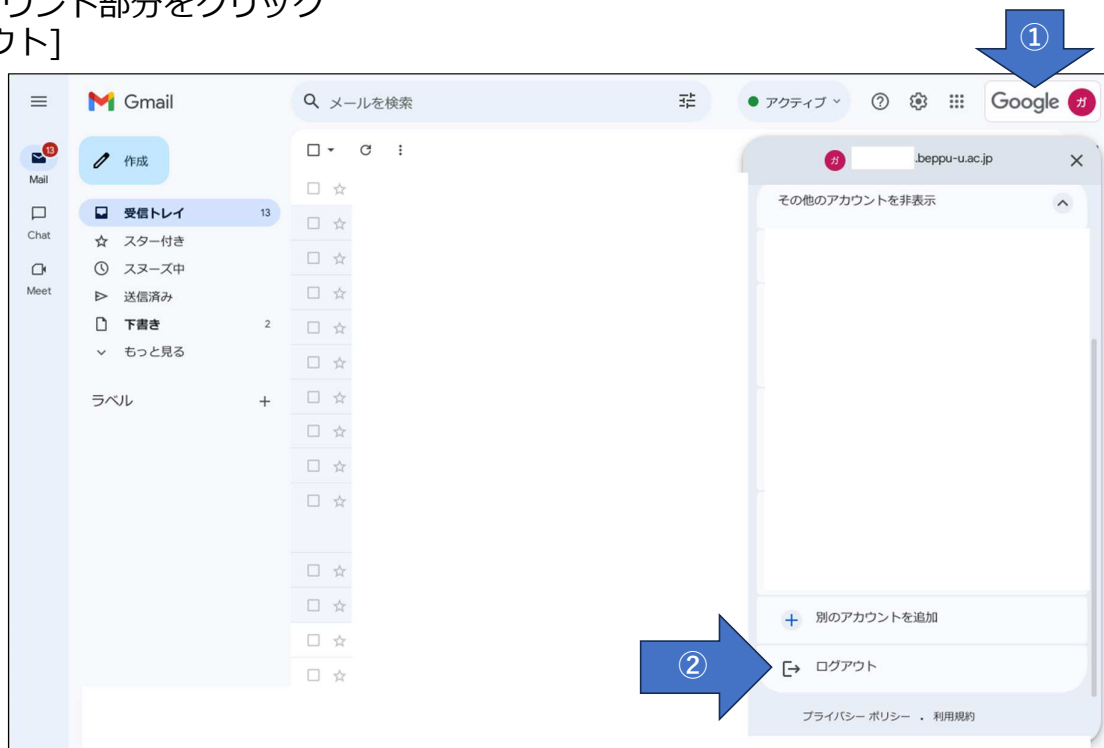 ウント部分をクリック
ウト]
①
Gmail
メールを検索
アクティブ
Google ガ
13
Mail
作成
ガ .beppu-u.ac.jp
その他のアカウントを非表示
受信トレイ 13
Chat
スター付き
スヌーズ中
Meet
送信済み
下書き 2
もっと見る
ラベル
別のアカウントを追加
②
ログアウト
プライバシー ポリシー . 利用規約